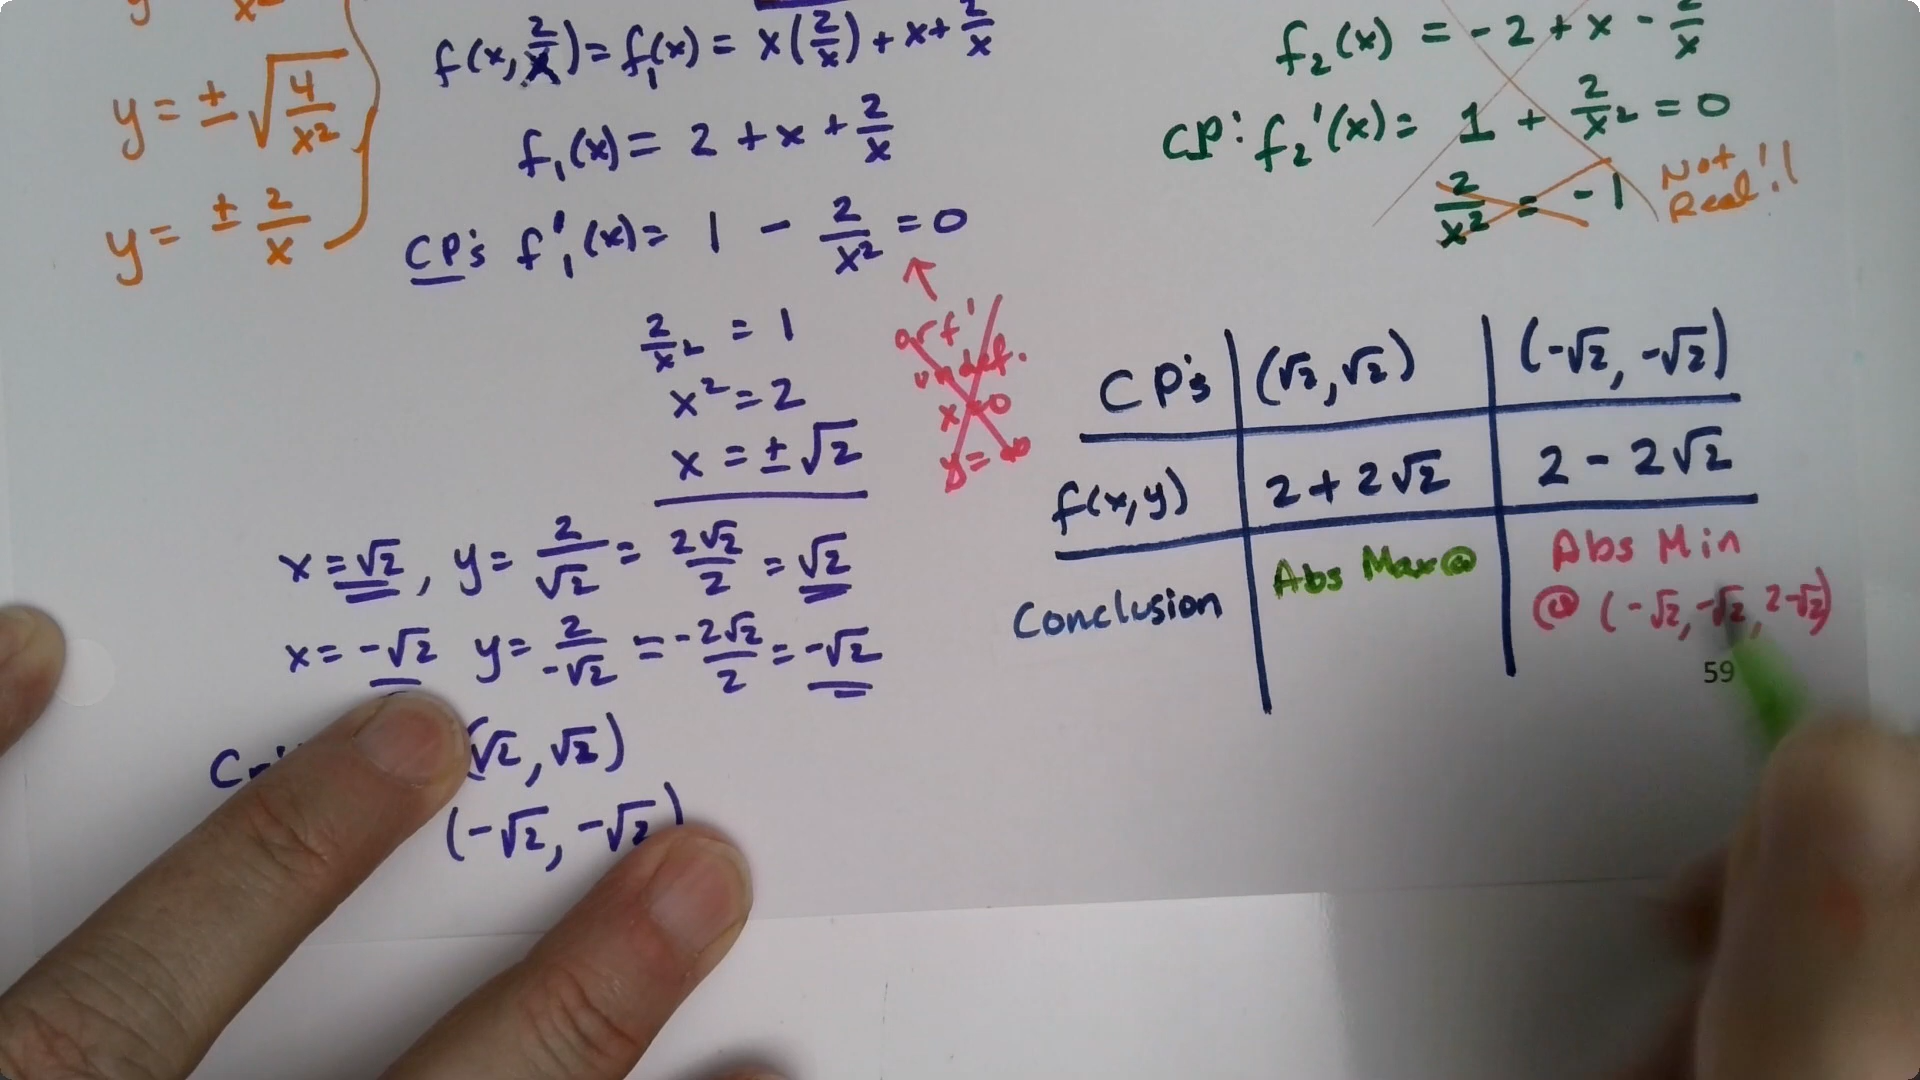 y = ± √(4/x²)
y = ± 2/x
f(x, 2/x) = f₁(x) = x(2/x) + x + 2/x
f₁(x) = 2 + x + 2/x
CP's f₁'(x) = 1 - 2/x² = 0
or f'
undef.
x = 0
y = ∞
2/x² = 1
x² = 2
x = ± √2
x = √2, y = 2/√2 = 2√2/2 = √2
x = -√2 y = 2/-√2 = -2√2/2 = -√2
(√2, √2)
(-√2, -√2)
f₂(x) = -2 + x - 2/x
CP: f₂'(x) = 1 + 2/x² = 0
2/x² = -1
Not
Real!!
CP's (√2, √2) (-√2, -√2)
f(x,y) 2 + 2√2 2 - 2√2
Conclusion Abs Max @ Abs Min
@ (-√2, -√2, 2-√2)
59